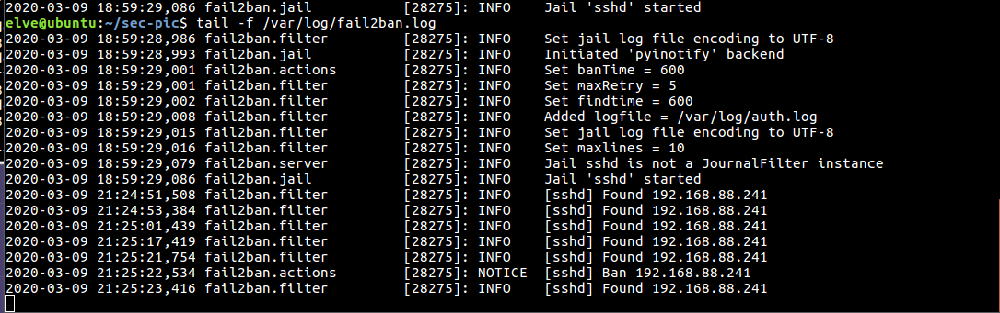 2020-03-09 18:59:29,086 fail2ban.jail [28275]: INFO Jail 'sshd' started
elve@ubuntu:~/sec-pic$ tail -f /var/log/fail2ban.log
2020-03-09 18:59:28,986 fail2ban.filter [28275]: INFO Set jail log file encoding to UTF-8
2020-03-09 18:59:28,993 fail2ban.jail [28275]: INFO Initiated 'pyinotify' backend
2020-03-09 18:59:29,001 fail2ban.actions [28275]: INFO Set banTime = 600
2020-03-09 18:59:29,001 fail2ban.filter [28275]: INFO Set maxRetry = 5
2020-03-09 18:59:29,002 fail2ban.filter [28275]: INFO Set findtime = 600
2020-03-09 18:59:29,008 fail2ban.filter [28275]: INFO Added logfile = /var/log/auth.log
2020-03-09 18:59:29,015 fail2ban.filter [28275]: INFO Set jail log file encoding to UTF-8
2020-03-09 18:59:29,016 fail2ban.filter [28275]: INFO Set maxlines = 10
2020-03-09 18:59:29,079 fail2ban.server [28275]: INFO Jail sshd is not a JournalFilter instance
2020-03-09 18:59:29,086 fail2ban.jail [28275]: INFO Jail 'sshd' started
2020-03-09 21:24:51,508 fail2ban.filter [28275]: INFO [sshd] Found 192.168.88.241
2020-03-09 21:24:53,384 fail2ban.filter [28275]: INFO [sshd] Found 192.168.88.241
2020-03-09 21:25:01,439 fail2ban.filter [28275]: INFO [sshd] Found 192.168.88.241
2020-03-09 21:25:17,419 fail2ban.filter [28275]: INFO [sshd] Found 192.168.88.241
2020-03-09 21:25:21,754 fail2ban.filter [28275]: INFO [sshd] Found 192.168.88.241
2020-03-09 21:25:22,534 fail2ban.actions [28275]: NOTICE [sshd] Ban 192.168.88.241
2020-03-09 21:25:23,416 fail2ban.filter [28275]: INFO [sshd] Found 192.168.88.241